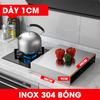 DÀY 1CM
INOX 304 BÓNG